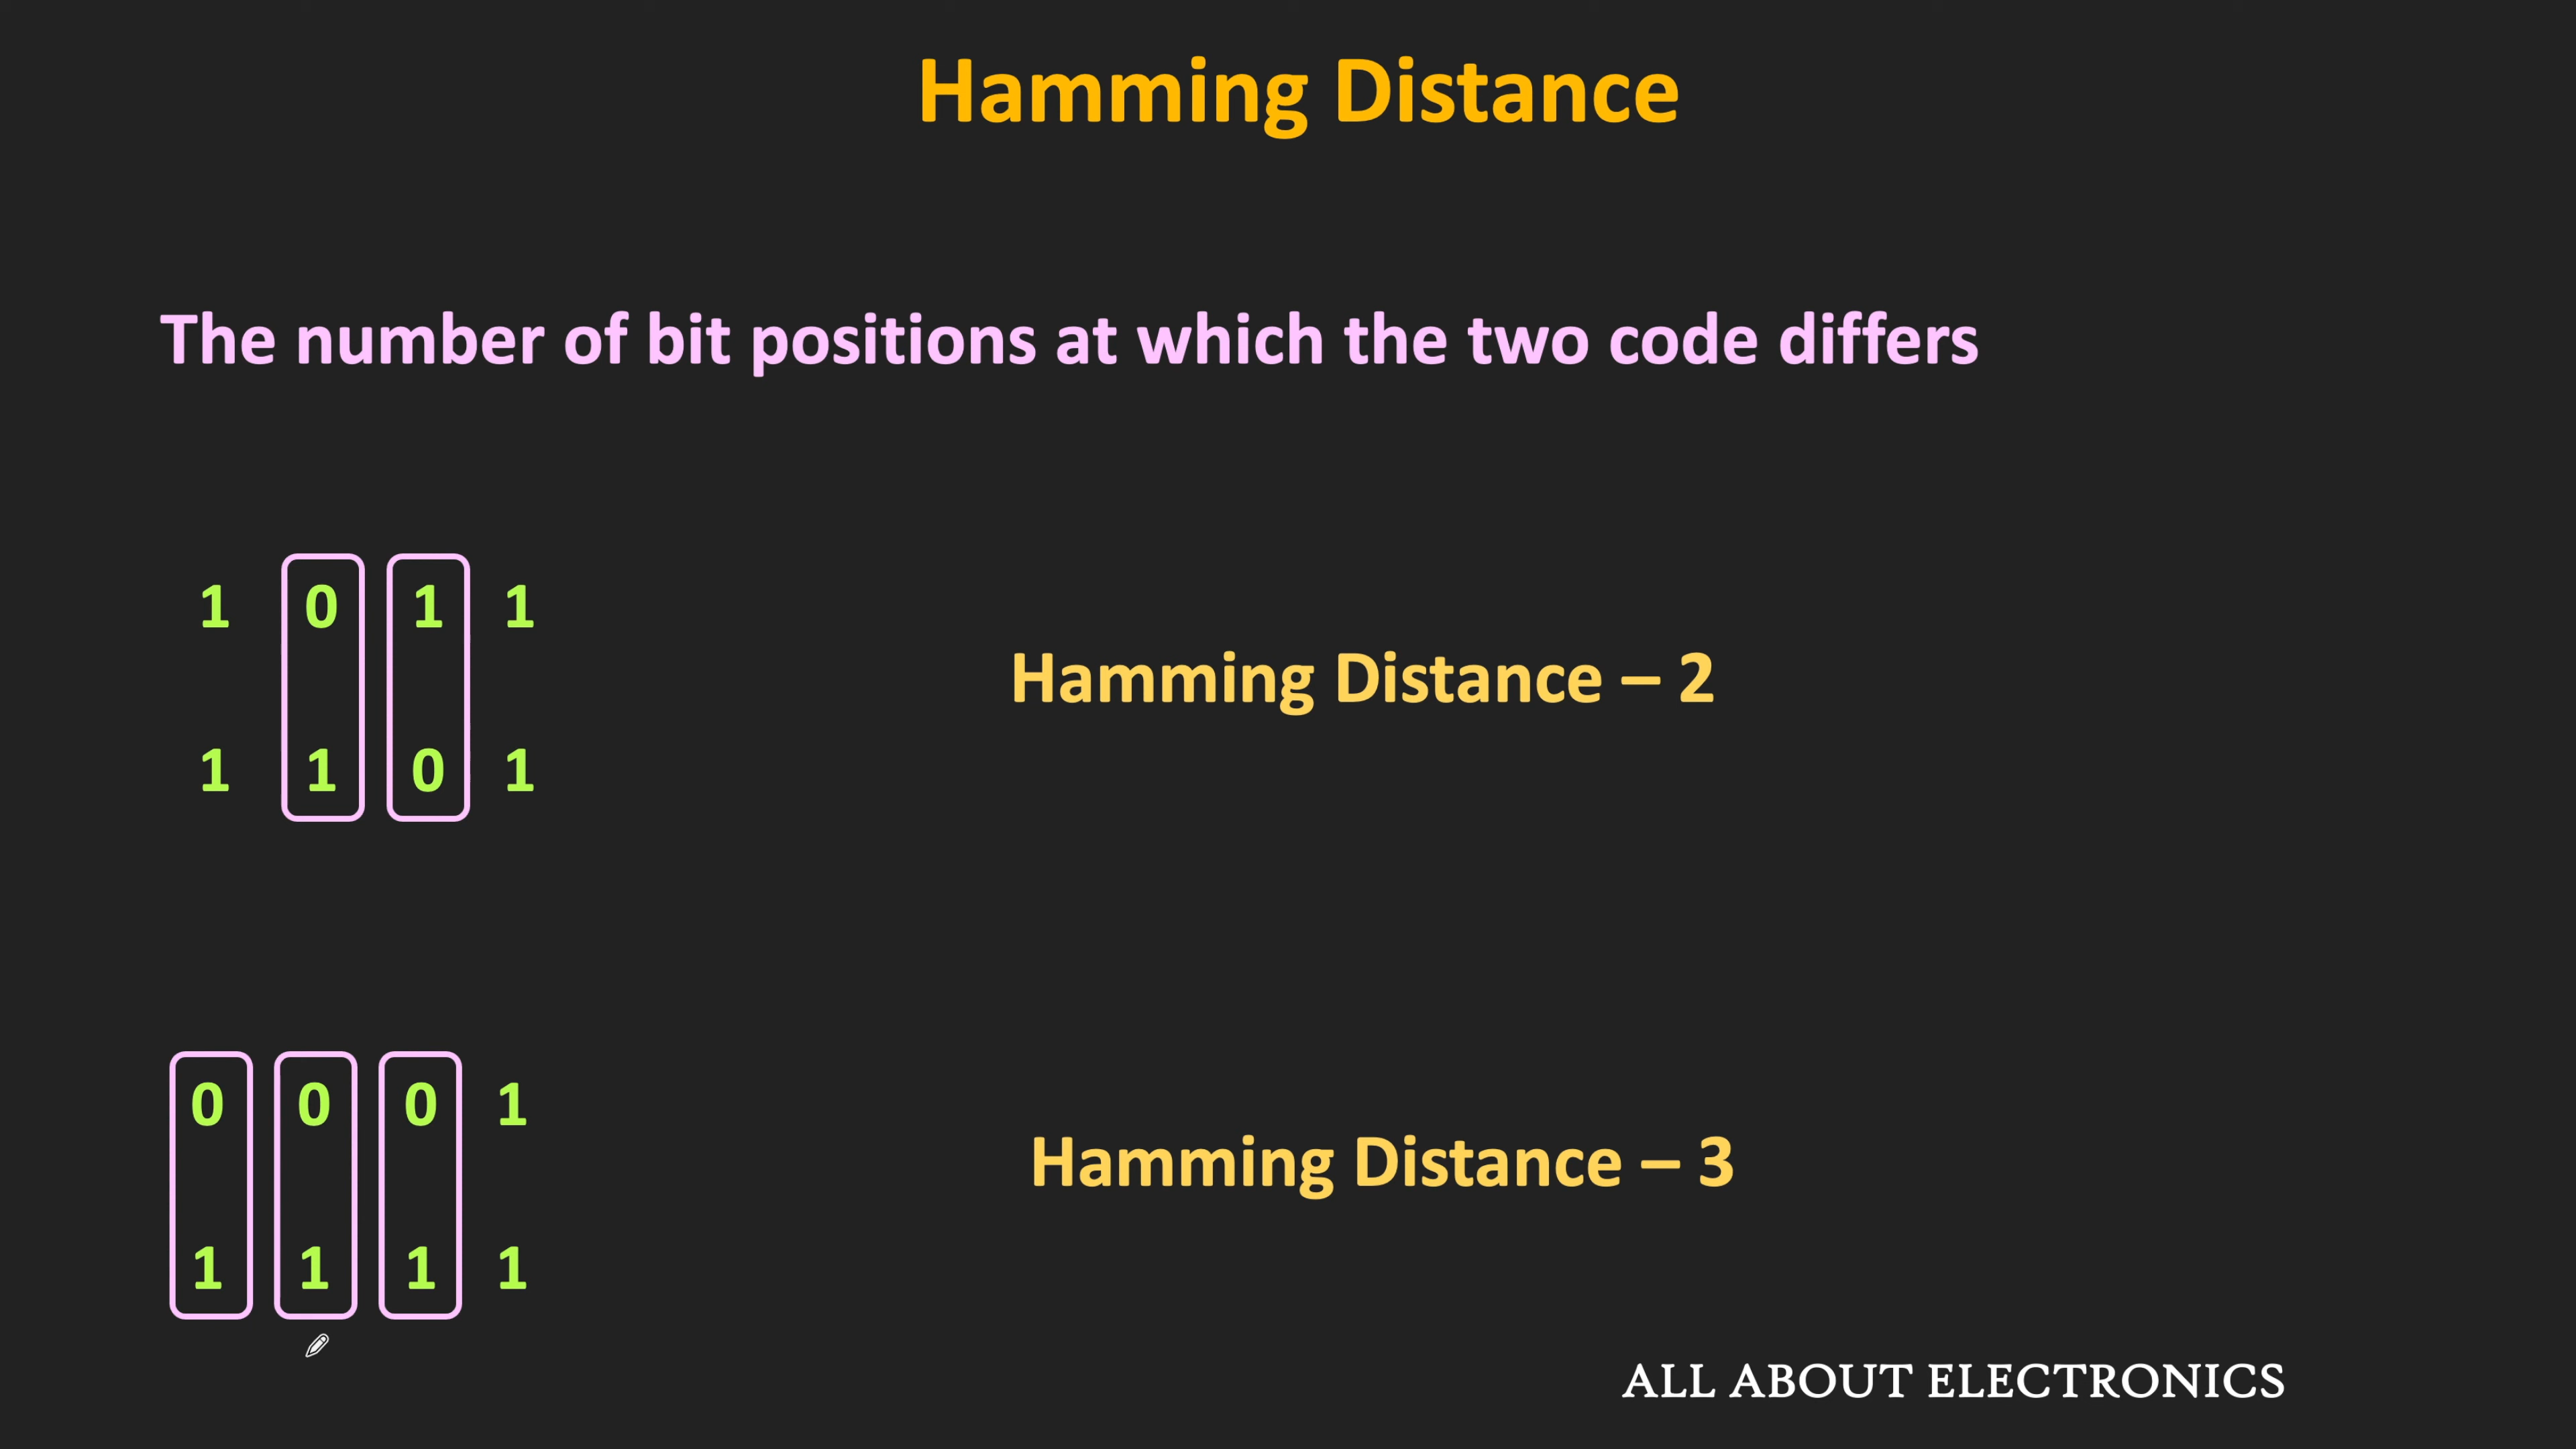 Hamming Distance
The number of bit positions at which the two code differs
1 0 1 1
Hamming Distance – 2
1 1 0 1
0 0 0 1
Hamming Distance – 3
1 1 1 1
ALL ABOUT ELECTRONICS